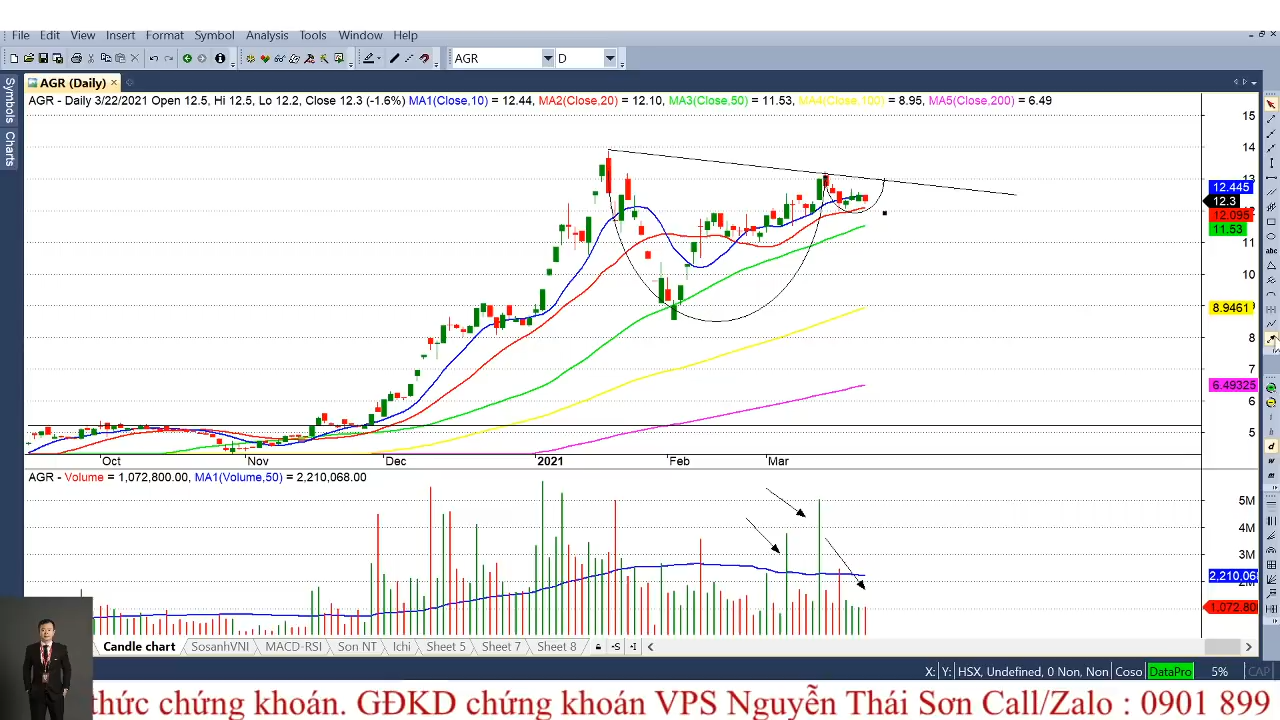 File Edit View Insert Format Symbol Analysis Tools Window Help
AGR D
AGR (Daily)
Symbols
Charts
AGR - Daily 3/22/2021 Open 12.5, Hi 12.5, Lo 12.2, Close 12.3 (-1.6%) MA1(Close,10) = 12.44, MA2(Close,20) = 12.10, MA3(Close,50) = 11.53, MA4(Close,100) = 8.95, MA5(Close,200) = 6.49
15
14
13
12.445
12.3
12.095
11.53
11
10
8.9461
8
7
6.49325
6
5
Oct Nov Dec 2021 Feb Mar
AGR - Volume = 1,072,800.00, MA1(Volume,50) = 2,210,068.00
5M
4M
3M
2,210,068
1,072,80
Candle chart SosanhVNI MACD-RSI Son NT Ichi Sheet 5 Sheet 7 Sheet 8
X: Y: HSX, Undefined, 0 Non, Non Coso DataPro 5% CAP
thức chứng khoán. GĐKD chứng khoán VPS Nguyễn Thái Sơn Call/Zalo : 0901 899